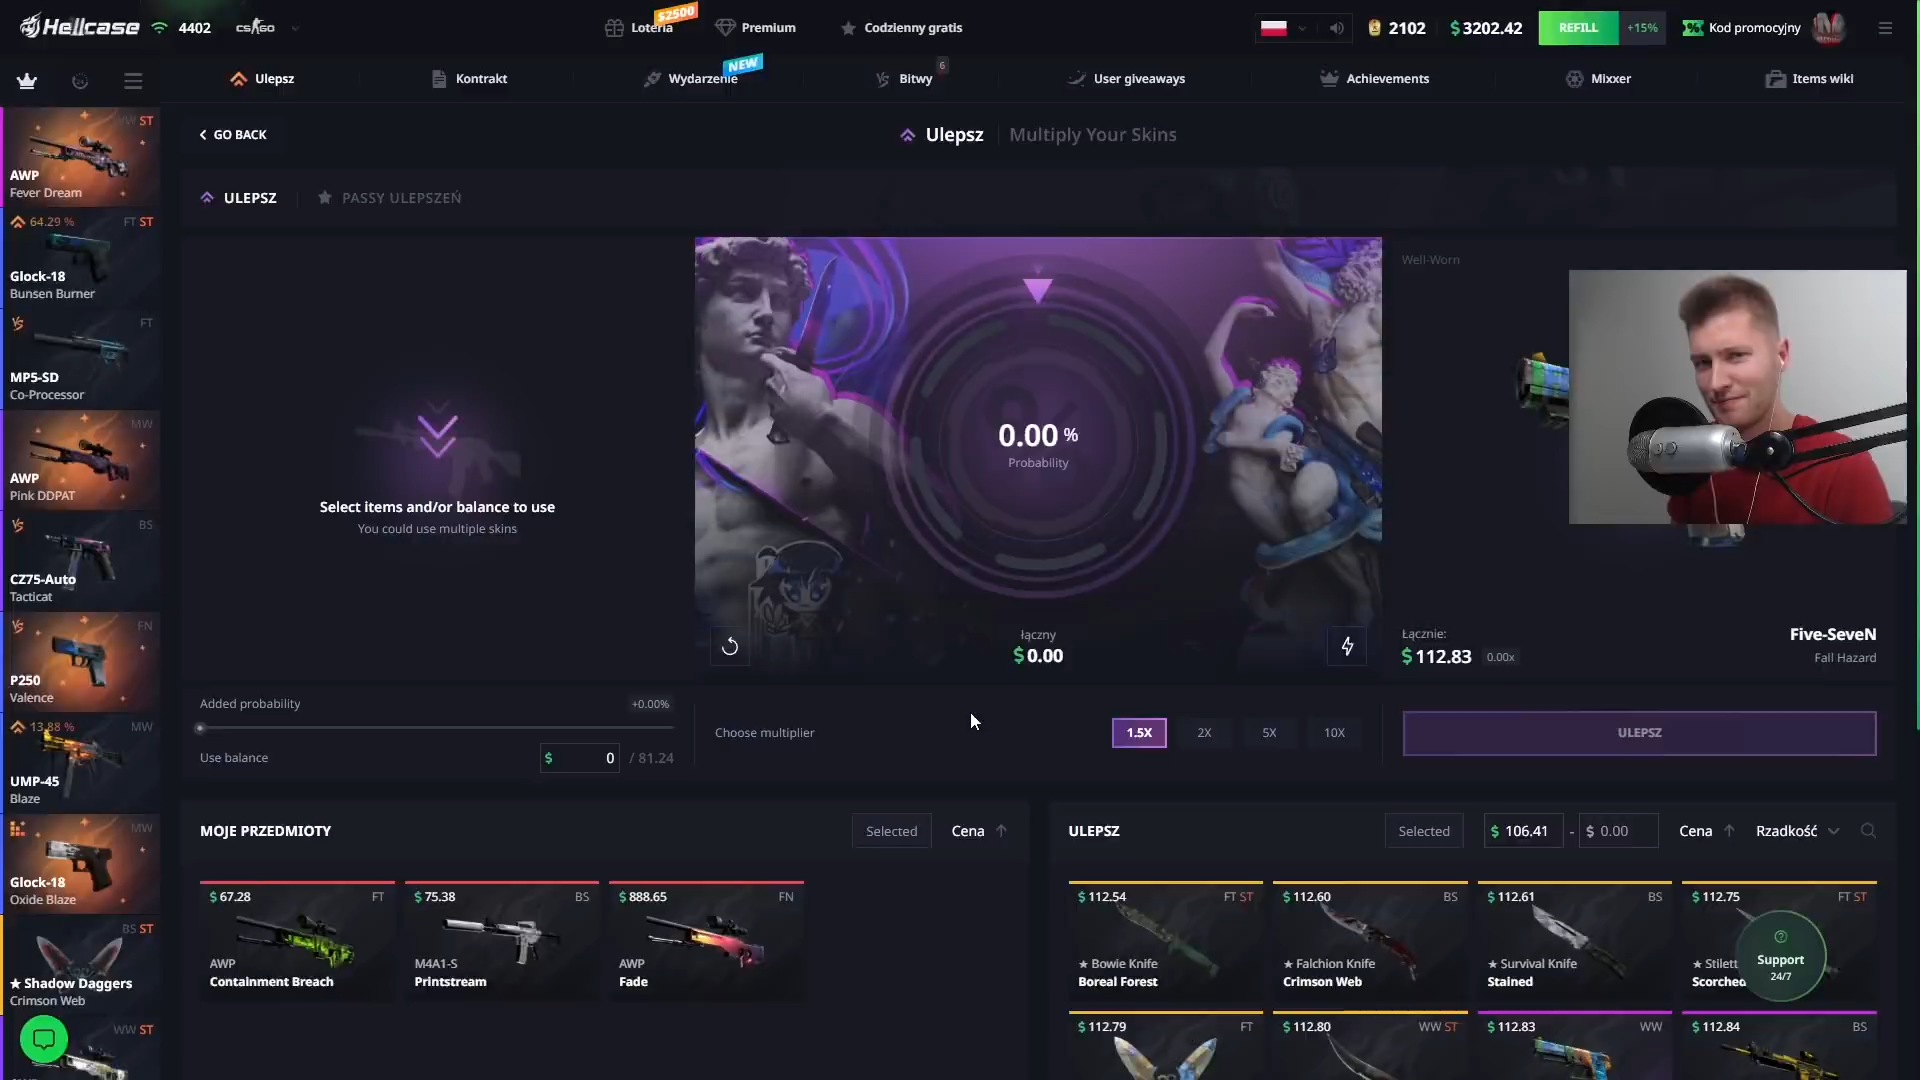 Hellcase
4402
CS:GO
Loteria
$2500
Premium
Codzienny gratis
2102
$3202.42
REFILL
+15%
Kod promocyjny
Ulepsz
Kontrakt
Wydarzenie
NEW
Bitwy
6
User giveaways
Achievements
Mixxer
Items wiki
GO BACK
Ulepsz
Multiply Your Skins
ULEPSZ
PASSY ULEPSZEŃ
WW ST
AWP
Fever Dream
64.29 %
FT ST
Glock-18
Bunsen Burner
FT
MP5-SD
Co-Processor
MW
AWP
Pink DDPAT
BS
CZ75-Auto
Tacticat
FN
P250
Valence
13.88 %
MW
UMP-45
Blaze
MW
Glock-18
Oxide Blaze
BS ST
★ Shadow Daggers
Crimson Web
WW ST
Select items and/or balance to use
You could use multiple skins
0.00 %
Probability
łączny
$0.00
Well-Worn
Łącznie:
$112.83
0.00x
Five-SeveN
Fall Hazard
Added probability
+0.00%
Use balance
$ 0
/ 81.24
Choose multiplier
1.5X
2X
5X
10X
ULEPSZ
MOJE PRZEDMIOTY
Selected
Cena
$67.28
FT
AWP
Containment Breach
$75.38
BS
M4A1-S
Printstream
$888.65
FN
AWP
Fade
ULEPSZ
Selected
$ 106.41
-
$ 0.00
Cena
Rzadkość
$112.54
FT ST
★ Bowie Knife
Boreal Forest
$112.60
BS
★ Falchion Knife
Crimson Web
$112.61
BS
★ Survival Knife
Stained
$112.75
FT ST
★ Stilett
Scorched
Support
24/7
$112.79
FT
$112.80
WW ST
$112.83
WW
$112.84
BS